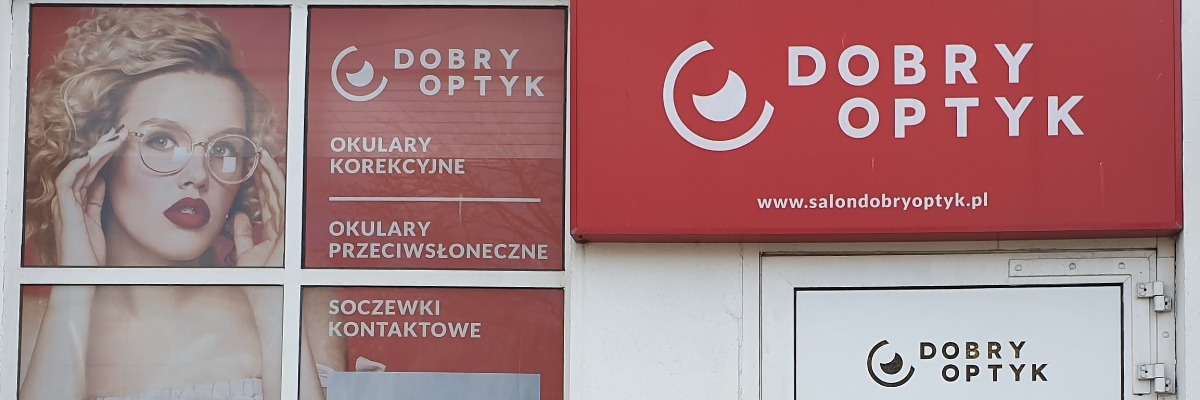 DOBRY
OPTYK
OKULARY
KOREKCYJNE
OKULARY
PRZECIWSŁONECZNE
SOCZEWKI
KONTAKTOWE
DOBRY
OPTYK
www.salondobryoptyk.pl
DOBRY
OPTYK